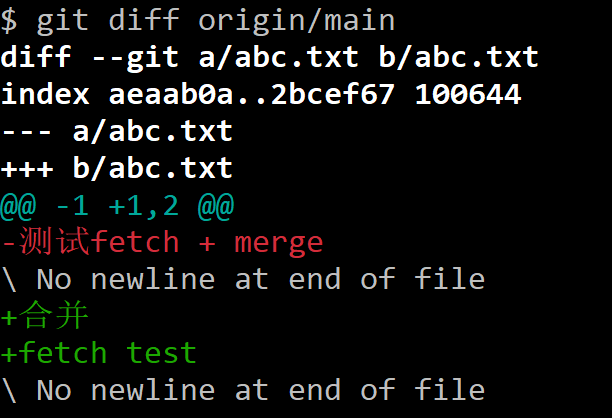 $ git diff origin/main
diff --git a/abc.txt b/abc.txt
index aeaab0a..2bcef67 100644
--- a/abc.txt
+++ b/abc.txt
@@ -1 +1,2 @@
-测试fetch + merge
\ No newline at end of file
+合并
+fetch test
\ No newline at end of file